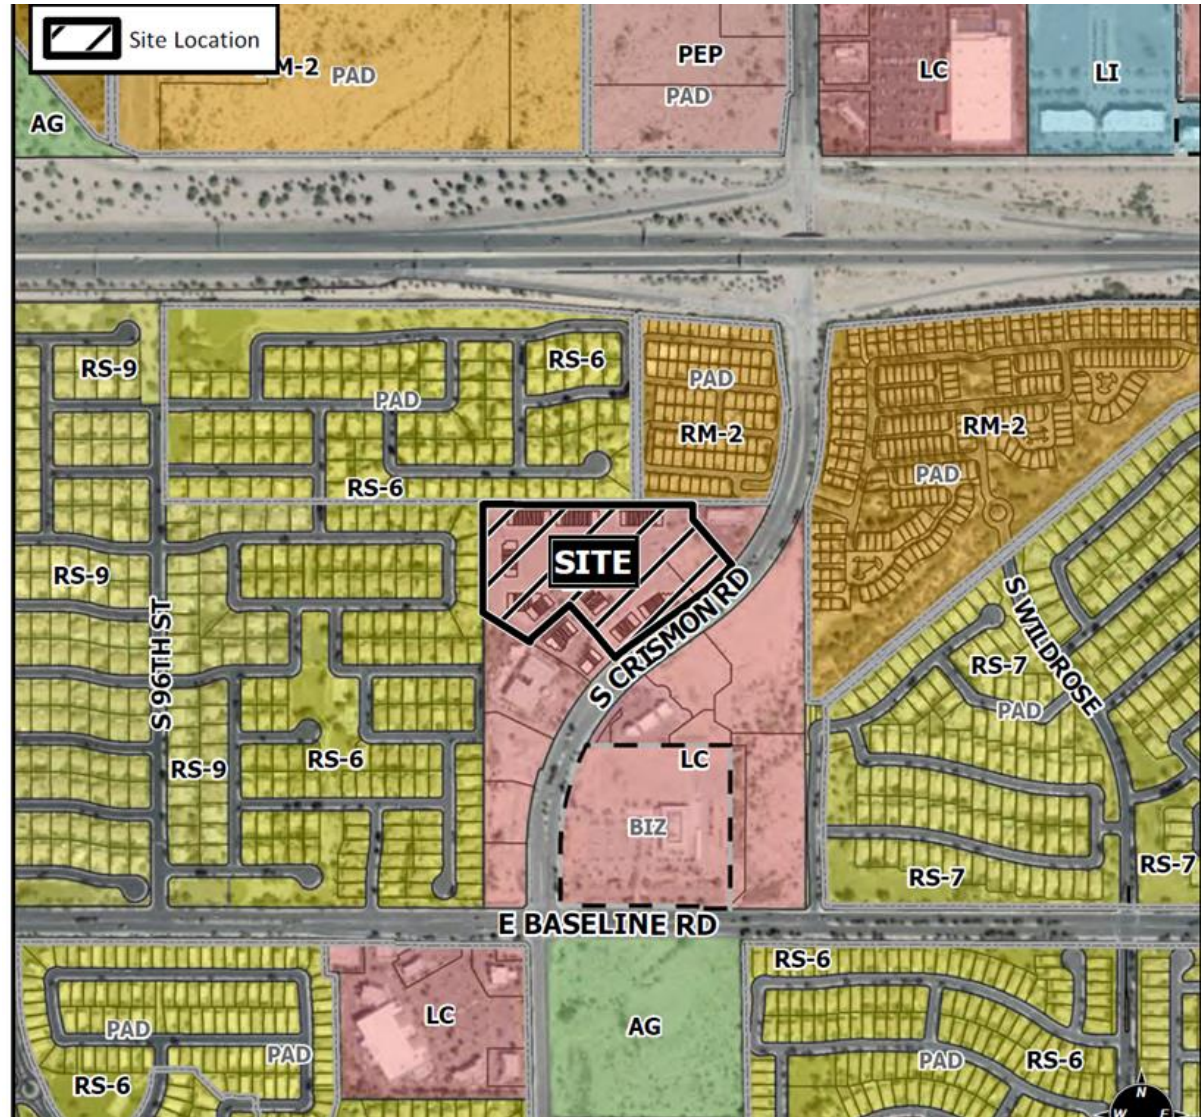 Site Location
M-2 PAD
PEP
PAD
LC
LI
AG
RS-9
RS-6
PAD
PAD
RM-2
RM-2
PAD
RS-6
RS-9
SITE
S CRISMON RD
S WILDROSE
RS-7
PAD
S 96TH ST
RS-9
RS-6
LC
BIZ
RS-7
RS-7
E BASELINE RD
RS-6
PAD
PAD
RS-6
LC
AG
PAD
RS-6
N
W E